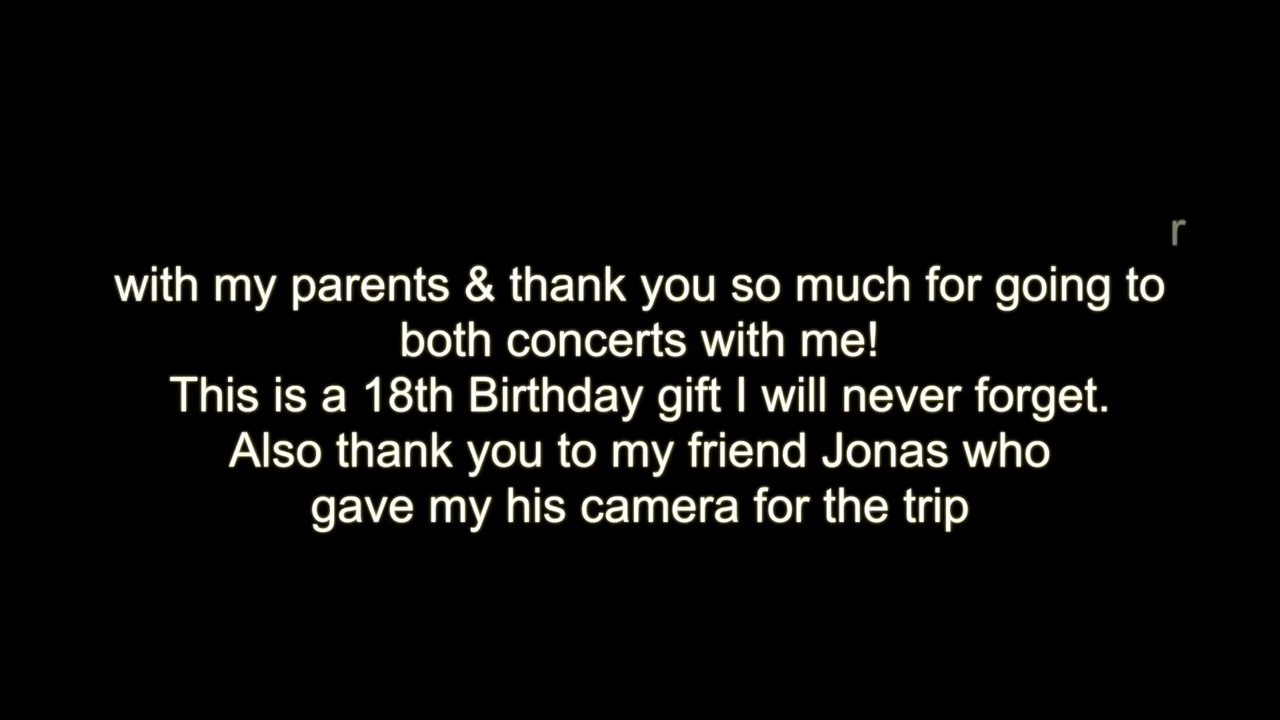 r
with my parents & thank you so much for going to
both concerts with me!
This is a 18th Birthday gift I will never forget.
Also thank you to my friend Jonas who
gave my his camera for the trip